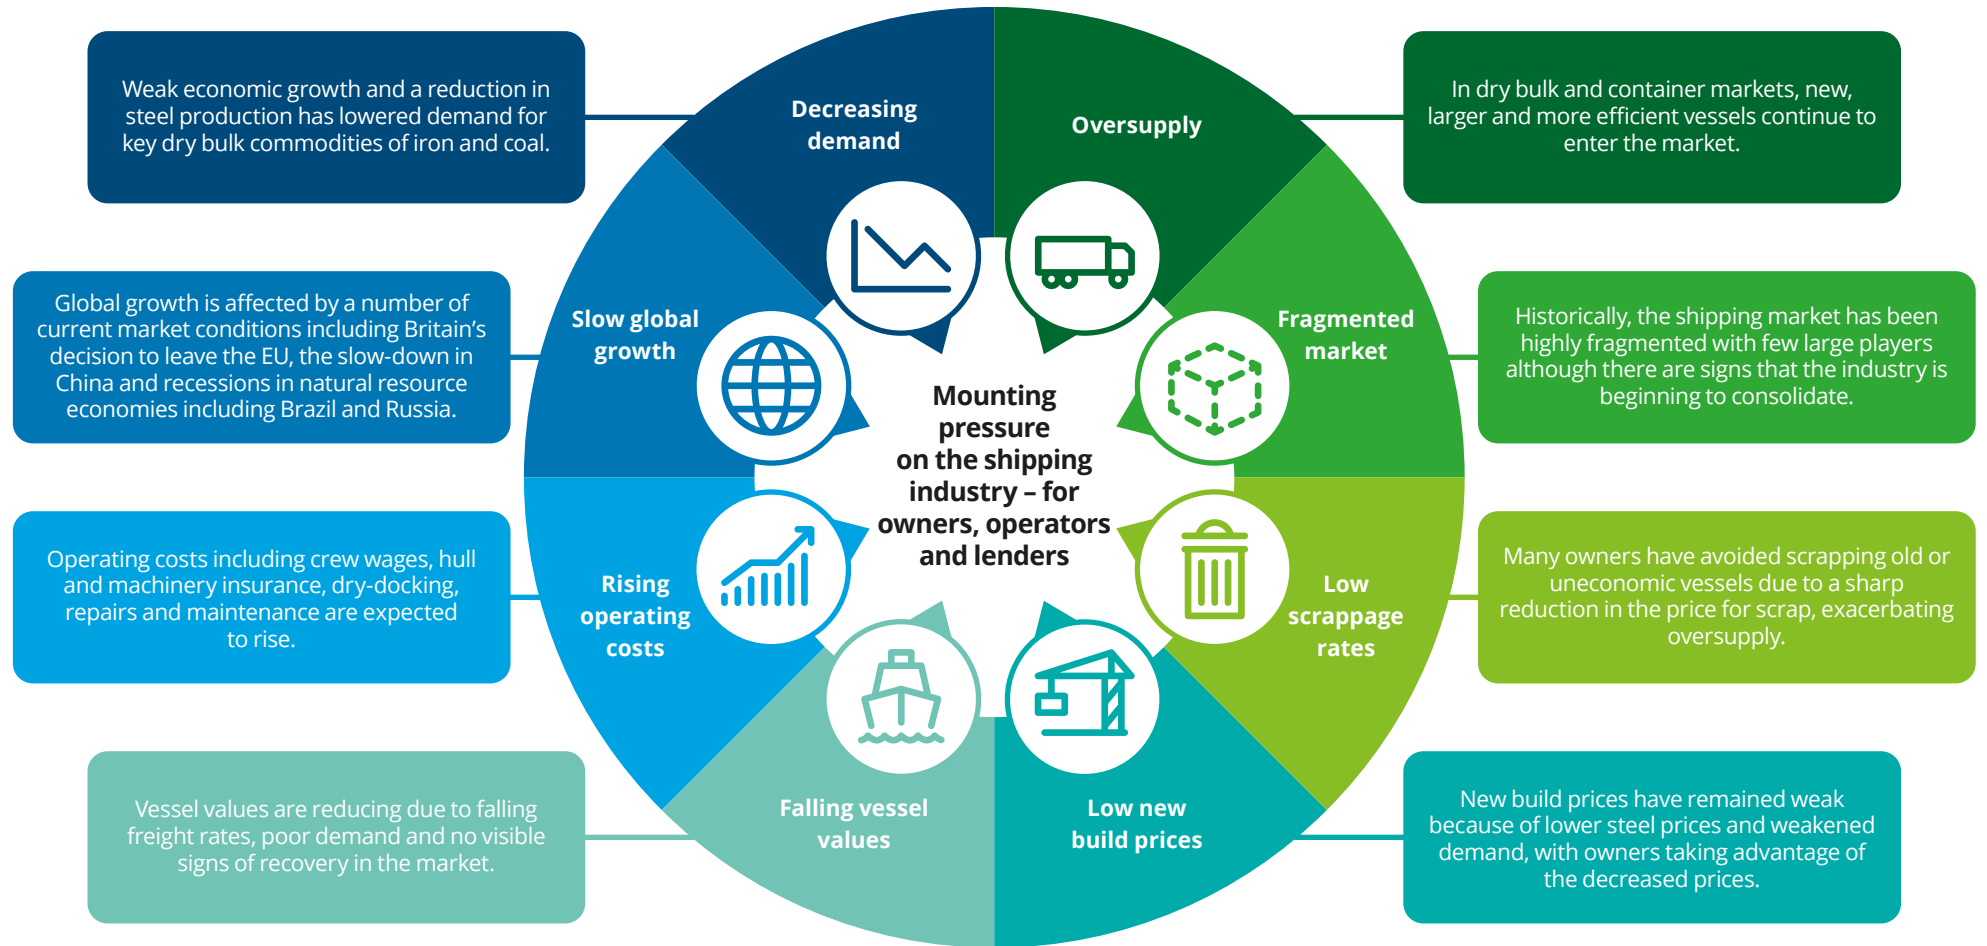 Weak economic growth and a reduction in
steel production has lowered demand for
key dry bulk commodities of iron and coal.
Decreasing
demand
Oversupply
In dry bulk and container markets, new,
larger and more efficient vessels continue to
enter the market.
Global growth is affected by a number of
current market conditions including Britain’s
decision to leave the EU, the slow-down in
China and recessions in natural resource
economies including Brazil and Russia.
Slow global
growth
Fragmented
market
Historically, the shipping market has been
highly fragmented with few large players
although there are signs that the industry is
beginning to consolidate.
Mounting
pressure
on the shipping
industry – for
owners, operators
and lenders
Operating costs including crew wages, hull
and machinery insurance, dry-docking,
repairs and maintenance are expected
to rise.
Rising
operating
costs
Low
scrappage
rates
Many owners have avoided scrapping old or
uneconomic vessels due to a sharp
reduction in the price for scrap, exacerbating
oversupply.
Vessel values are reducing due to falling
freight rates, poor demand and no visible
signs of recovery in the market.
Falling vessel
values
Low new
build prices
New build prices have remained weak
because of lower steel prices and weakened
demand, with owners taking advantage of
the decreased prices.